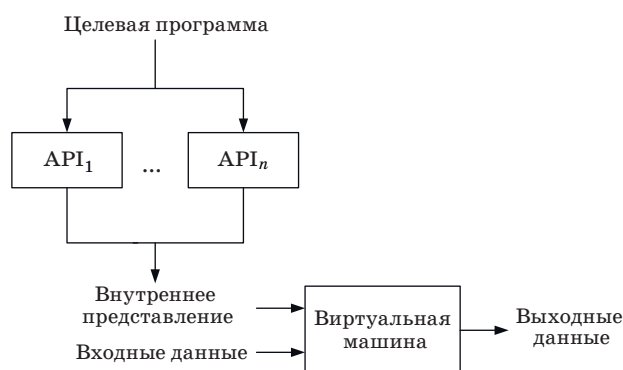 Целевая программа
API1 ... APIn
Внутреннее
представление
Входные данные
Виртуальная
машина
Выходные
данные